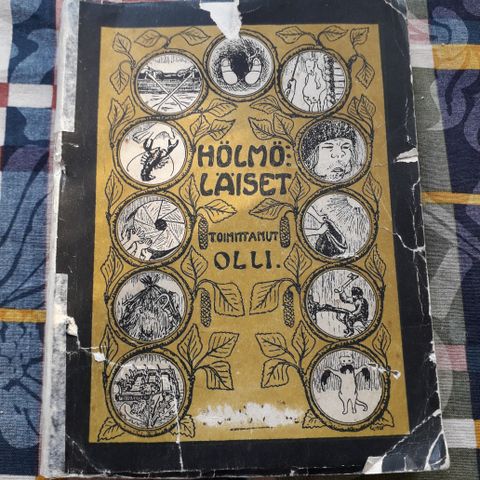 HÖLMÖ:
LÄISET
TOIMITTANUT
OLLI.